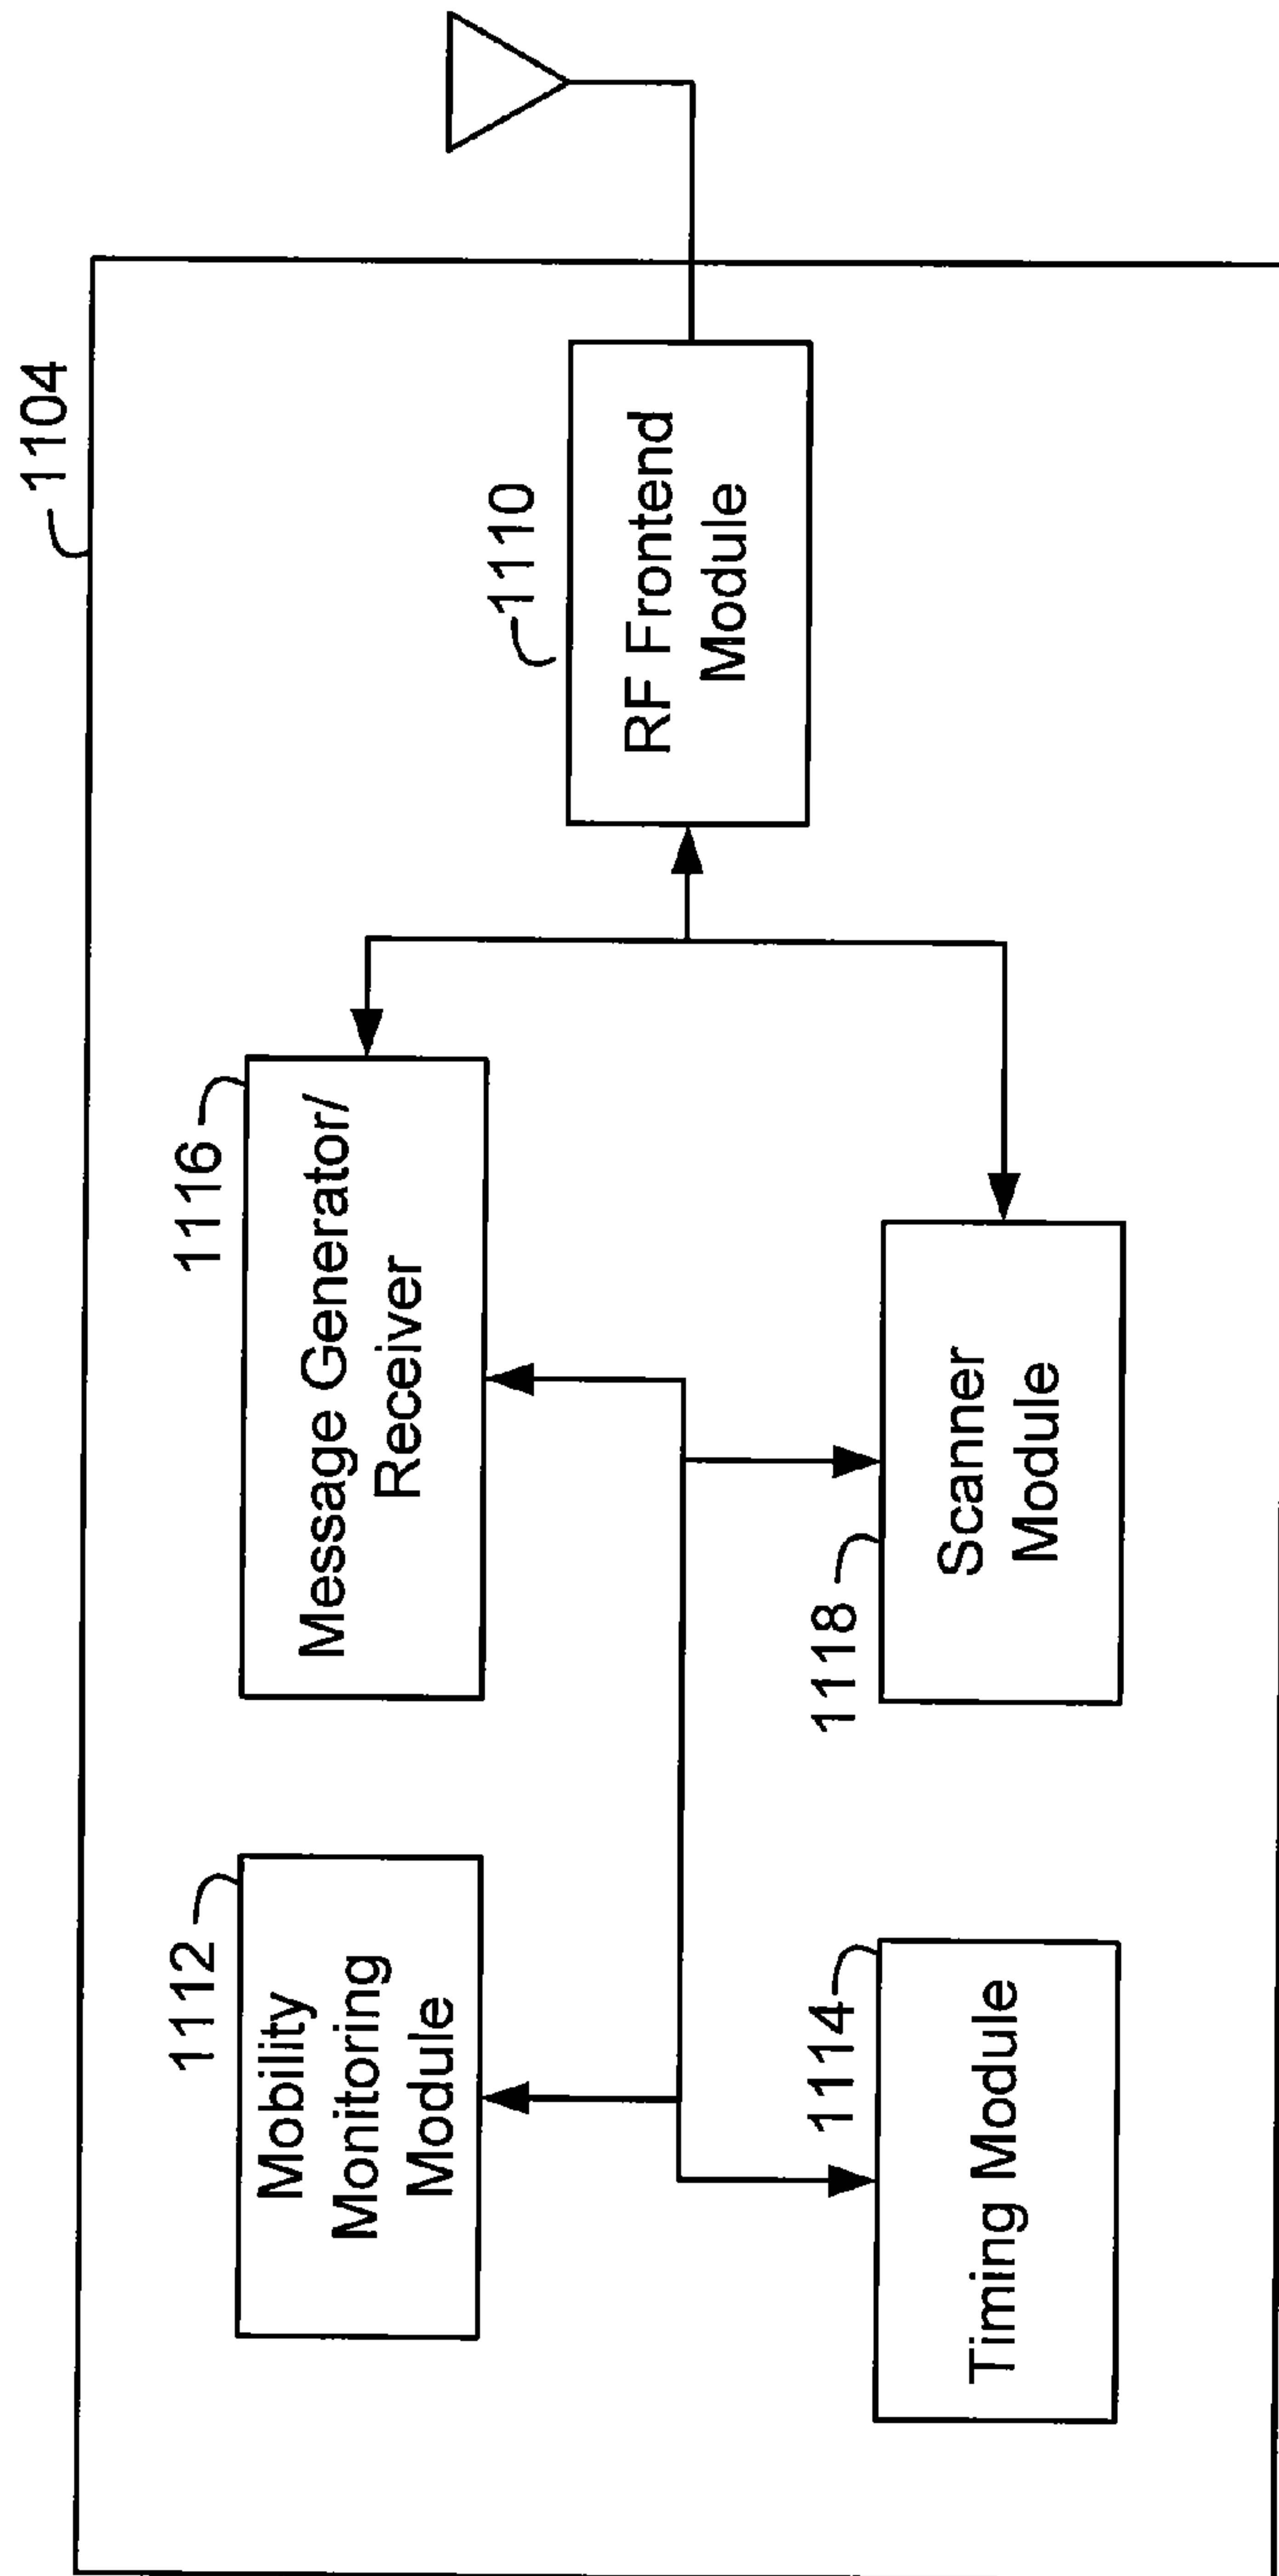 1104
1112
Mobility
Monitoring
Module
1116
Message Generator/
Receiver
1110
RF Frontend
Module
1114
Timing Module
1118
Scanner
Module